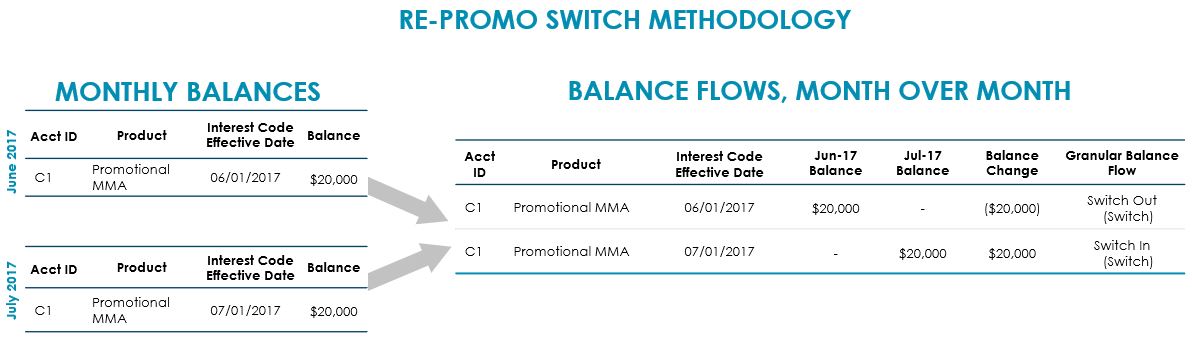 RE-PROMO SWITCH METHODOLOGY
MONTHLY BALANCES
June 2017
Acct ID Product Interest Code Effective Date Balance
C1 Promotional MMA 06/01/2017 $20,000
July 2017
Acct ID Product Interest Code Effective Date Balance
C1 Promotional MMA 07/01/2017 $20,000
BALANCE FLOWS, MONTH OVER MONTH
Acct ID Product Interest Code Effective Date Jun-17 Balance Jul-17 Balance Balance Change Granular Balance Flow
C1 Promotional MMA 06/01/2017 $20,000 - ($20,000) Switch Out (Switch)
C1 Promotional MMA 07/01/2017 - $20,000 $20,000 Switch In (Switch)